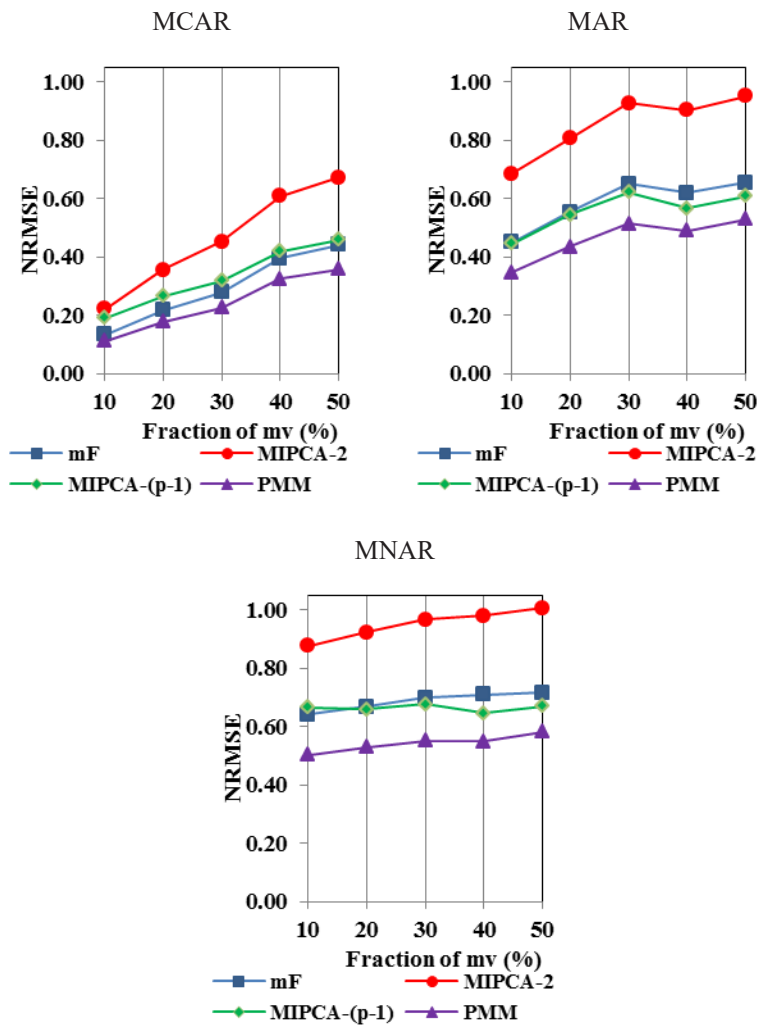 MCAR
1.00
0.80
0.60
0.40
0.20
0.00
NRMSE
10 20 30 40 50
Fraction of mv (%)
mF MIPCA-2
MIPCA-(p-1) PMM
MAR
1.00
0.80
0.60
0.40
0.20
0.00
NRMSE
10 20 30 40 50
Fraction of mv (%)
mF MIPCA-2
MIPCA-(p-1) PMM
MNAR
1.00
0.80
0.60
0.40
0.20
0.00
NRMSE
10 20 30 40 50
Fraction of mv (%)
mF MIPCA-2
MIPCA-(p-1) PMM